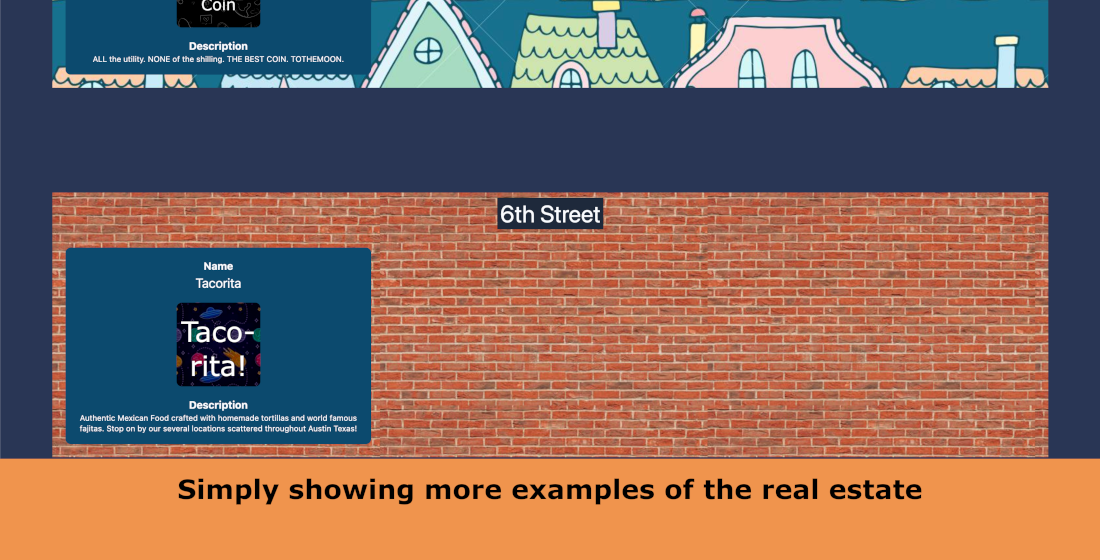 Coin
Description
ALL the utility. NONE of the shilling. THE BEST COIN. TOTHEMOON.
6th Street
Name
Tacorita
Taco-
rita!
Description
Authentic Mexican Food crafted with homemade tortillas and world famous
fajitas. Stop on by our several locations scattered throughout Austin Texas!
Simply showing more examples of the real estate